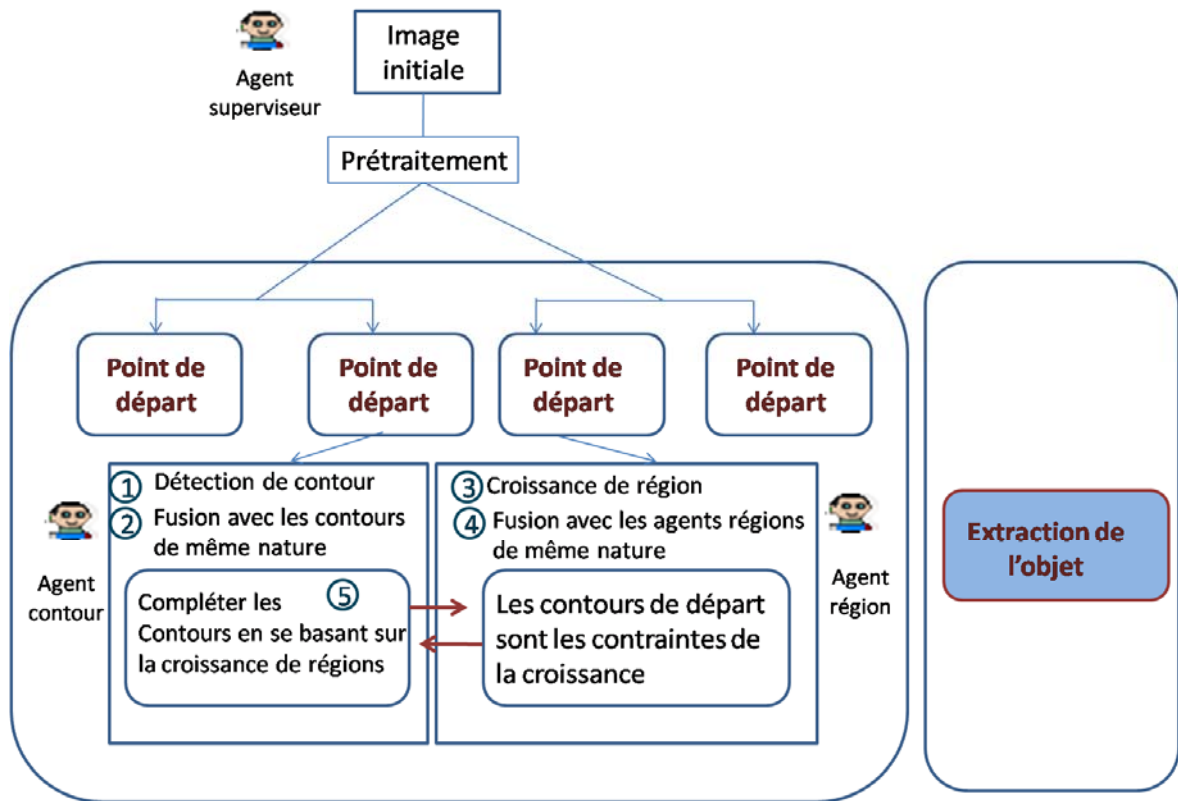 Image
initiale
Agent
superviseur
Prétraitement
Point de
départ
Point de
départ
Point de
départ
Point de
départ
1 Détection de contour
2 Fusion avec les contours
de même nature
3 Croissance de région
4 Fusion avec les agents régions
de même nature
Agent
contour
Compléter les 5
Contours en se basant sur
la croissance de régions
Les contours de départ
sont les contraintes de
la croissance
Agent
région
Extraction de
l'objet